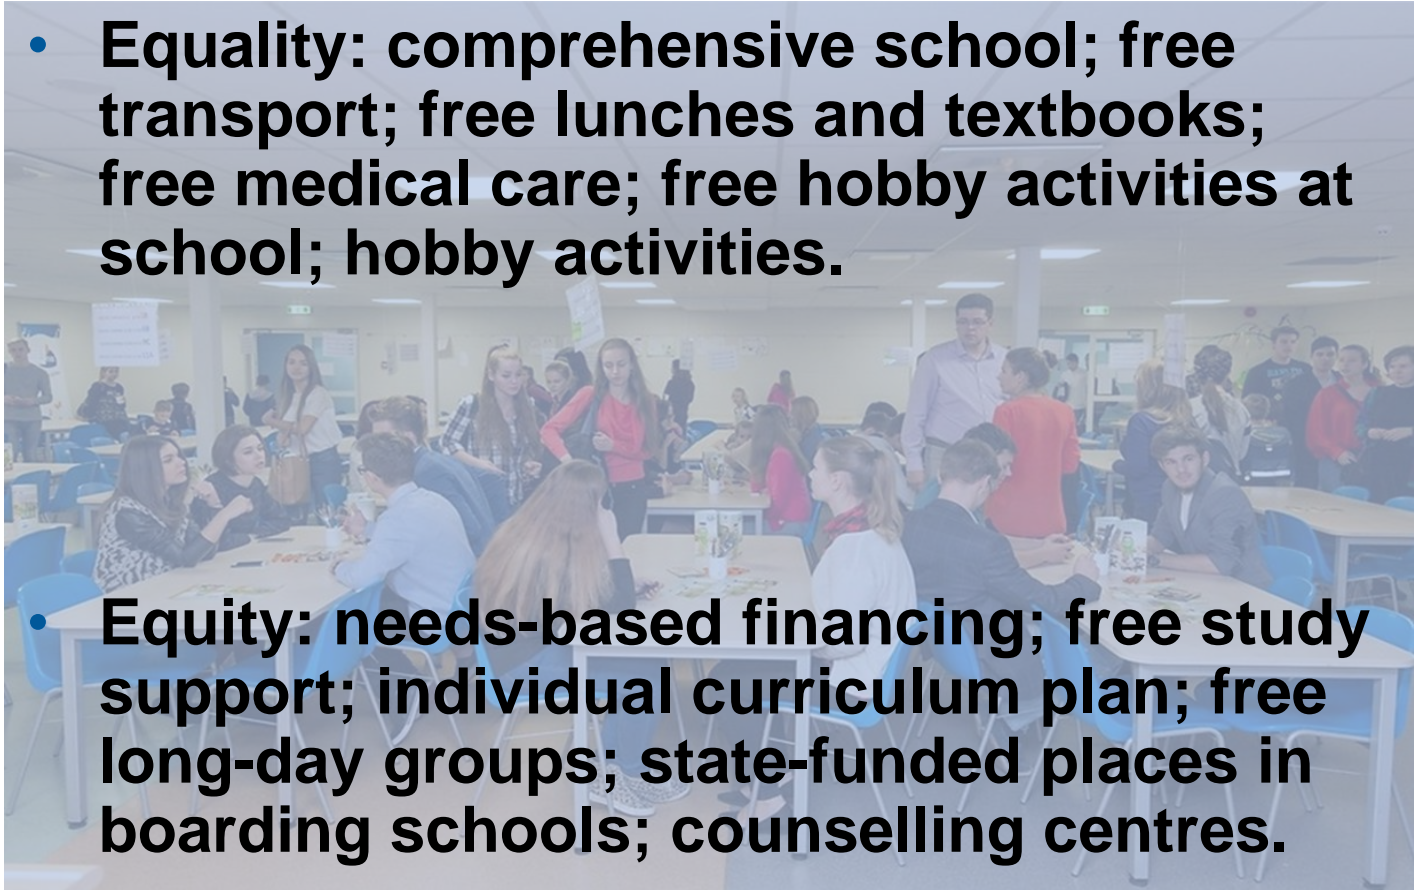 • Equality: comprehensive school; free
transport; free lunches and textbooks;
free medical care; free hobby activities at
school; hobby activities.
• Equity: needs-based financing; free study
support; individual curriculum plan; free
long-day groups; state-funded places in
boarding schools; counselling centres.